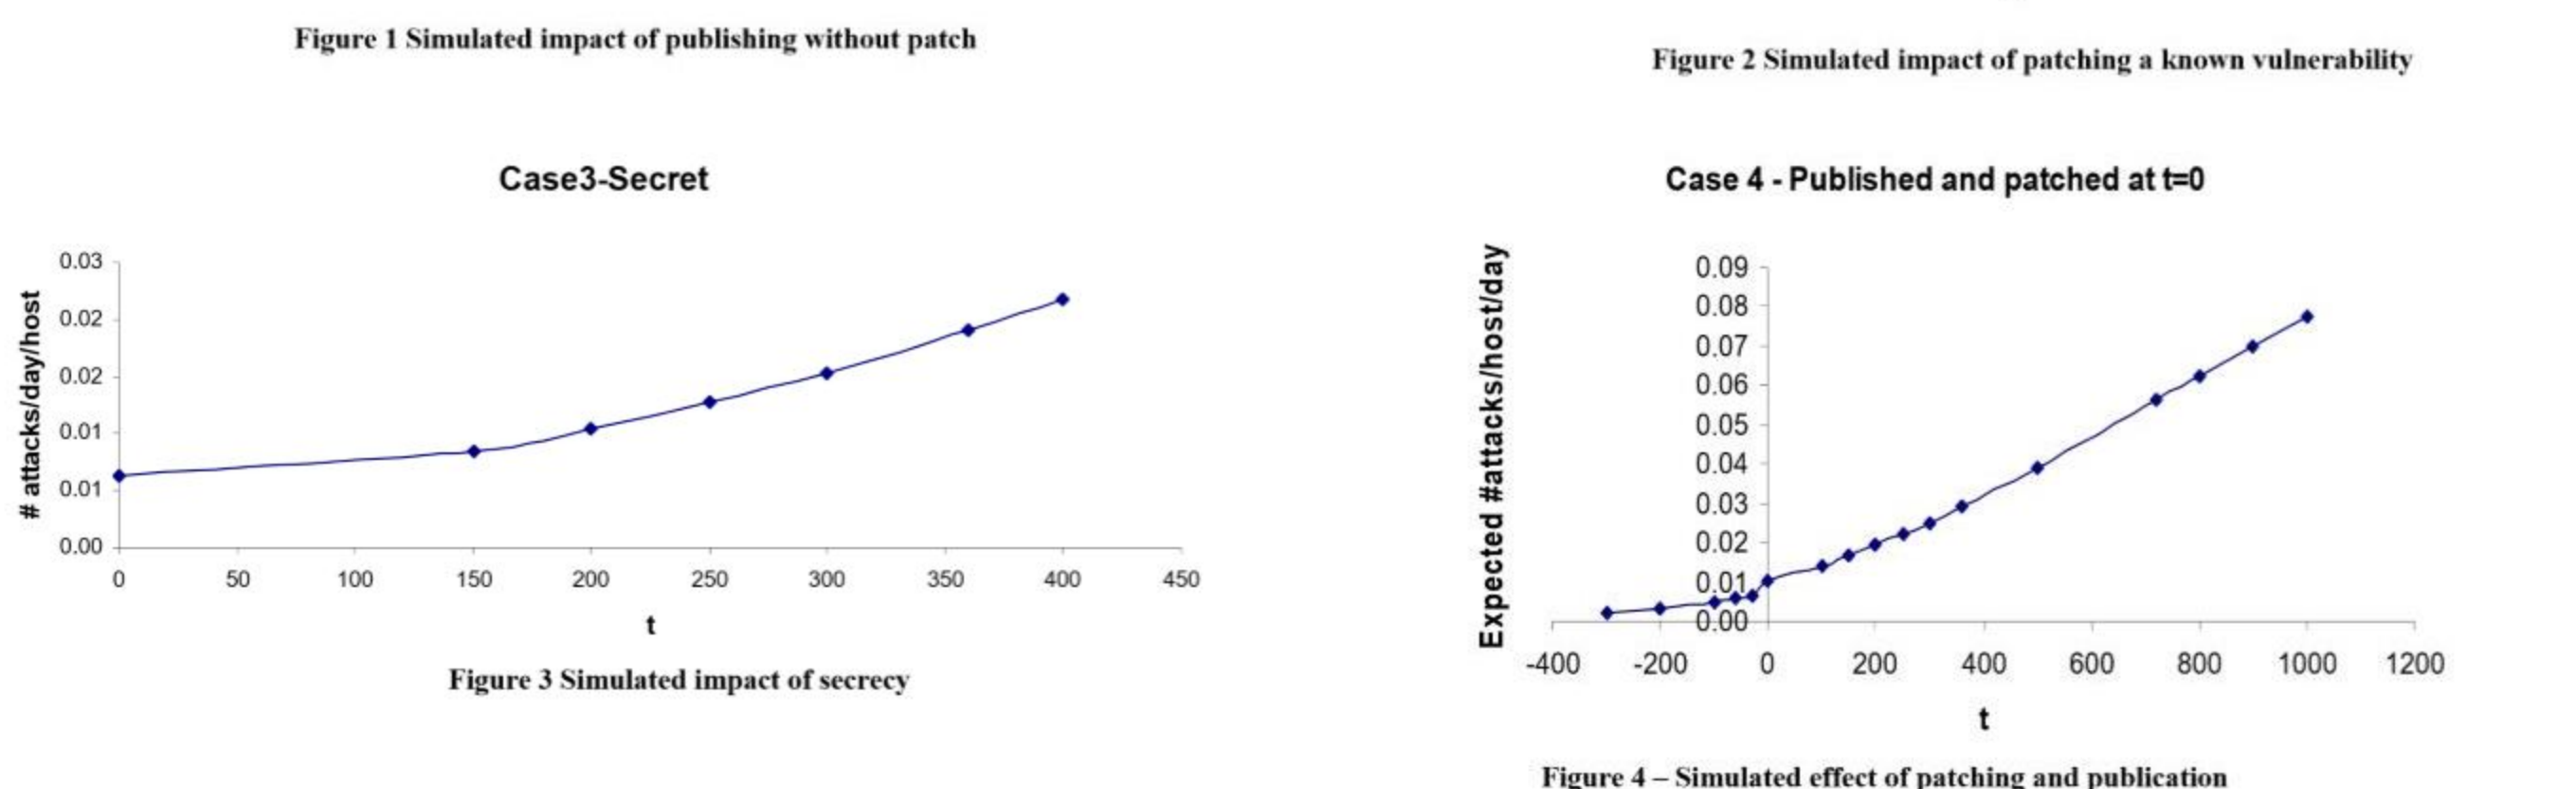 Figure 1 Simulated impact of publishing without patch
Figure 2 Simulated impact of patching a known vulnerability
Case3-Secret
# attacks/day/host
0.03
0.02
0.02
0.01
0.01
0.00
0 50 100 150 200 250 300 350 400 450
t
Figure 3 Simulated impact of secrecy
Case 4 - Published and patched at t=0
Expected #attacks/host/day
0.09
0.08
0.07
0.06
0.05
0.04
0.03
0.02
0.01
0.00
-400 -200 0 200 400 600 800 1000 1200
t
Figure 4 – Simulated effect of patching and publication